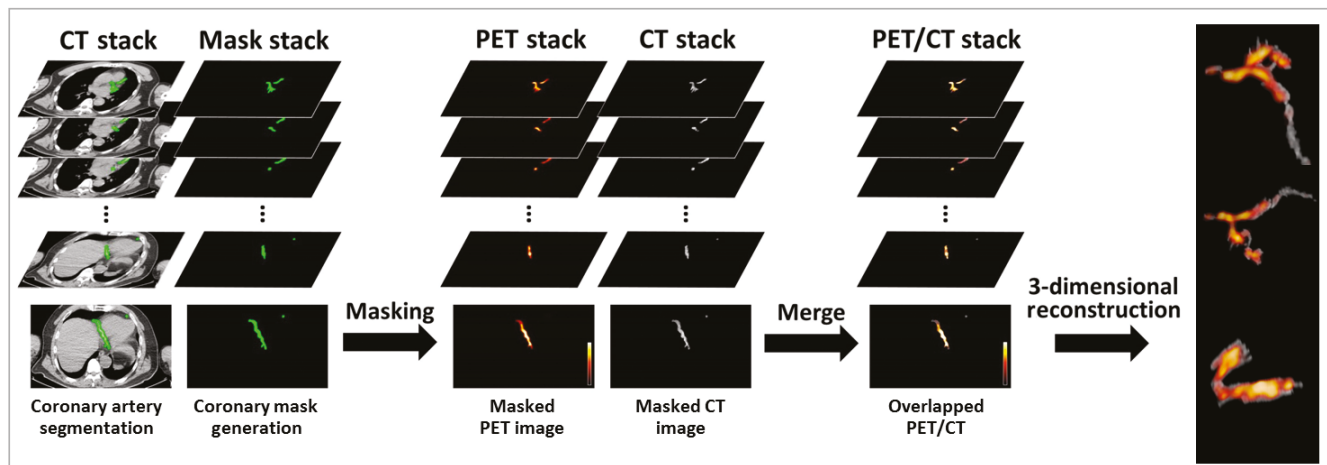 CT stack
Mask stack
PET stack
CT stack
PET/CT stack
Masking
Merge
3-dimensional
reconstruction
Coronary artery
segmentation
Coronary mask
generation
Masked
PET image
Masked CT
image
Overlapped
PET/CT